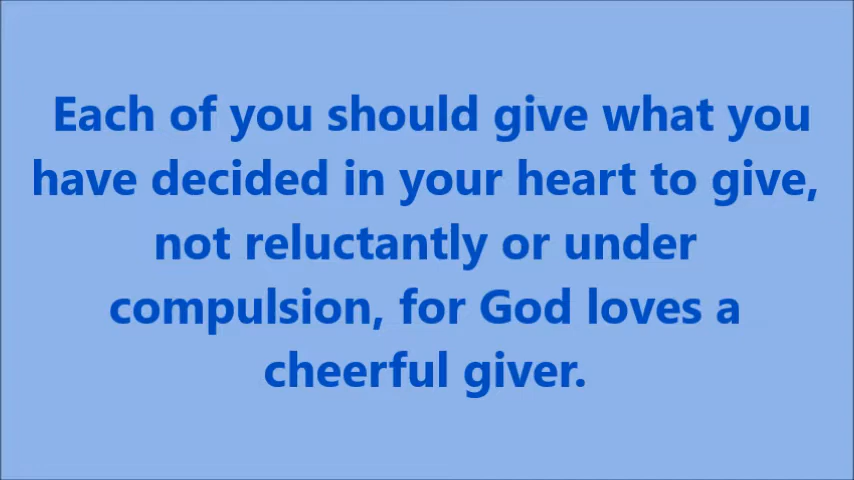 Each of you should give what you
have decided in your heart to give,
not reluctantly or under
compulsion, for God loves a
cheerful giver.